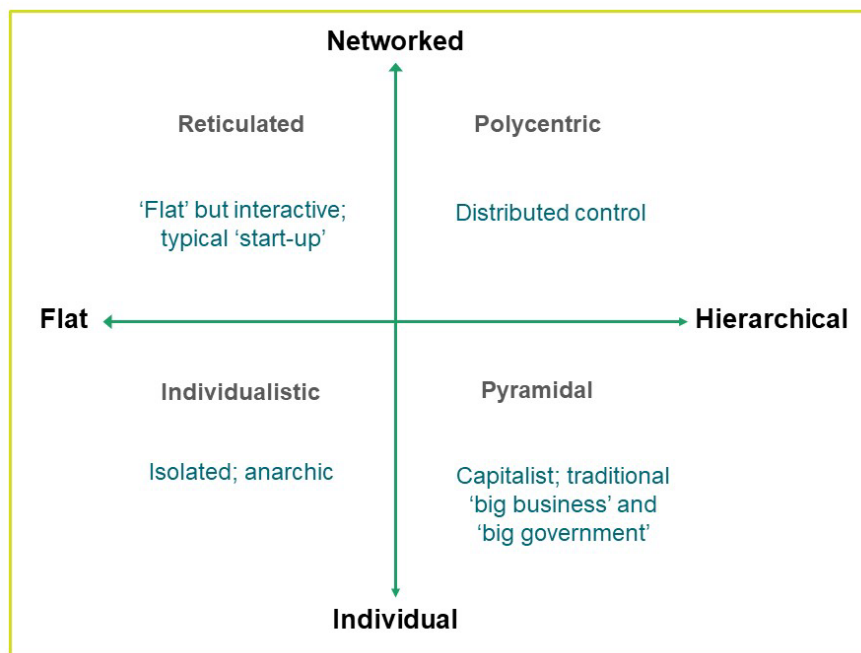 Networked
Reticulated
Polycentric
‘Flat’ but interactive;
typical ‘start-up’
Distributed control
Flat
Hierarchical
Individualistic
Pyramidal
Isolated; anarchic
Capitalist; traditional
‘big business’ and
‘big government’
Individual